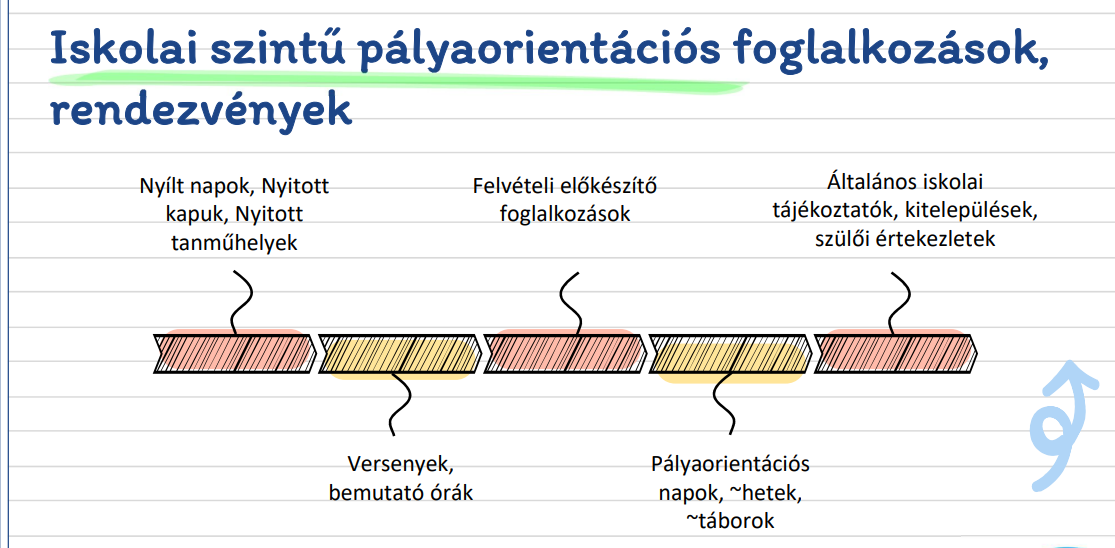 Iskolai szintű pályaorientációs foglalkozások,
rendezvények
Nyílt napok, Nyitott
kapuk, Nyitott
tanműhelyek
Felvételi előkészítő
foglalkozások
Általános iskolai
tájékoztatók, kitelepülések,
szülői értekezletek
Versenyek,
bemutató órák
Pályaorientációs
napok, ~hetek,
~táborok